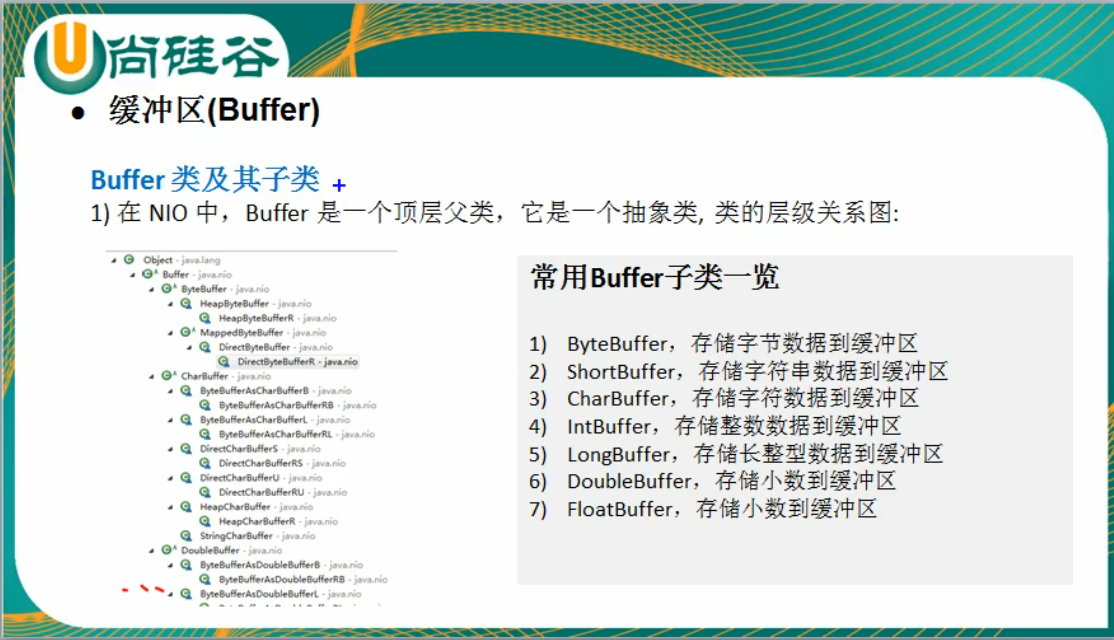 尚硅谷
● 缓冲区(Buffer)
Buffer 类及其子类
1) 在 NIO 中，Buffer 是一个顶层父类，它是一个抽象类, 类的层级关系图:
Object - java.lang
Buffer - java.nio
ByteBuffer - java.nio
HeapByteBuffer - java.nio
HeapByteBufferR - java.nio
MappedByteBuffer - java.nio
DirectByteBuffer - java.nio
DirectByteBufferR - java.nio
CharBuffer - java.nio
ByteBufferAsCharBufferB - java.nio
ByteBufferAsCharBufferRB - java.nio
ByteBufferAsCharBufferL - java.nio
ByteBufferAsCharBufferRL - java.nio
DirectCharBufferS - java.nio
DirectCharBufferRS - java.nio
DirectCharBufferU - java.nio
DirectCharBufferRU - java.nio
HeapCharBuffer - java.nio
HeapCharBufferR - java.nio
StringCharBuffer - java.nio
DoubleBuffer - java.nio
ByteBufferAsDoubleBufferB - java.nio
ByteBufferAsDoubleBufferRB - java.nio
ByteBufferAsDoubleBufferL - java.nio
常用Buffer子类一览
1) ByteBuffer，存储字节数据到缓冲区
2) ShortBuffer，存储字符串数据到缓冲区
3) CharBuffer，存储字符数据到缓冲区
4) IntBuffer，存储整数数据到缓冲区
5) LongBuffer，存储长整型数据到缓冲区
6) DoubleBuffer，存储小数到缓冲区
7) FloatBuffer，存储小数到缓冲区